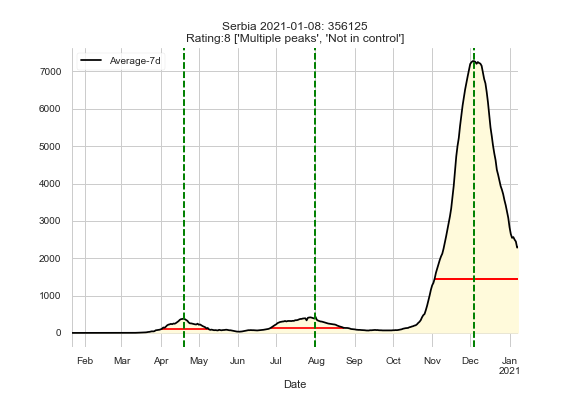 Serbia 2021-01-08: 356125
Rating:8 ['Multiple peaks', 'Not in control']
Average-7d
7000
6000
5000
4000
3000
2000
1000
0
Feb Mar Apr May Jun Jul Aug Sep Oct Nov Dec Jan
2021
Date